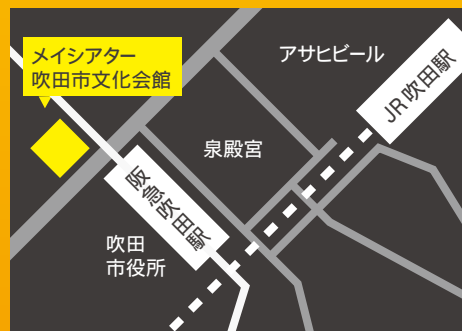 メイシアター
吹田市文化会館
アサヒビール
JR吹田駅
泉殿宮
阪急吹田駅
吹田
市役所